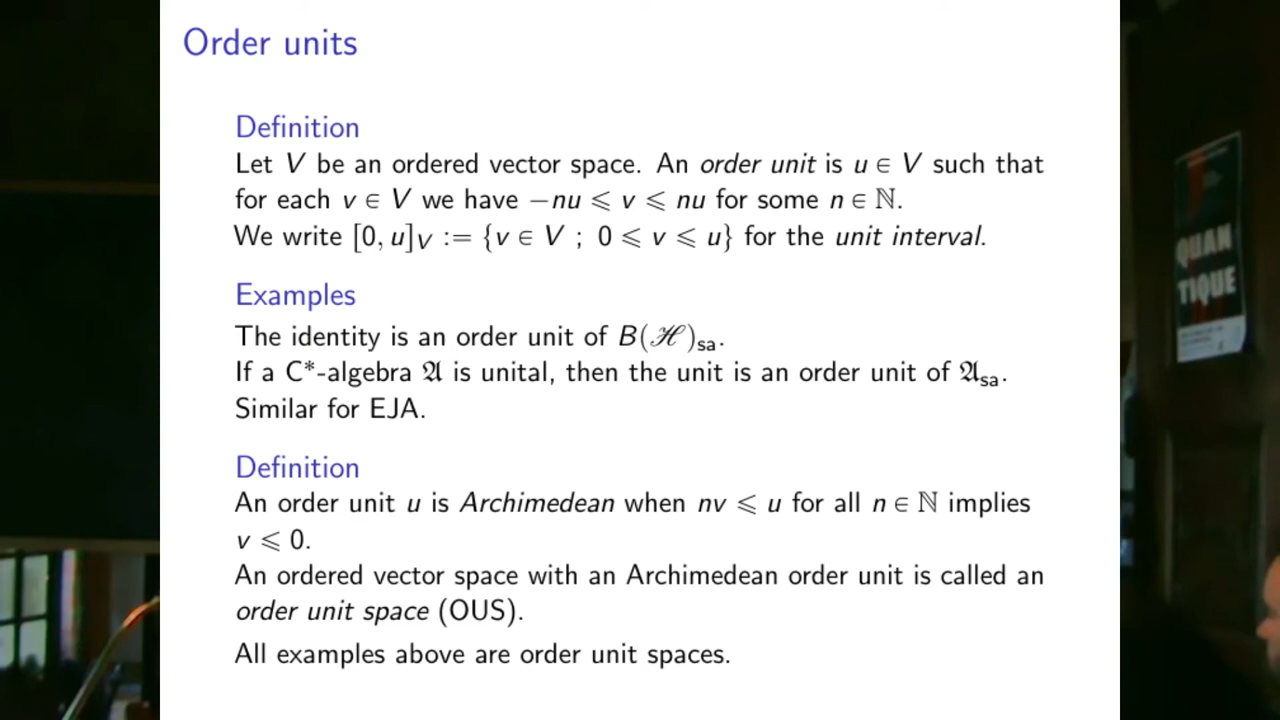 Order units
Definition
Let V be an ordered vector space. An order unit is u ∈ V such that
for each v ∈ V we have −nu ⩽ v ⩽ nu for some n ∈ ℕ.
We write [0, u]_V := {v ∈ V ; 0 ⩽ v ⩽ u} for the unit interval.
Examples
The identity is an order unit of B(ℋ)_sa.
If a C*-algebra 𝔄 is unital, then the unit is an order unit of 𝔄_sa.
Similar for EJA.
Definition
An order unit u is Archimedean when nv ⩽ u for all n ∈ ℕ implies
v ⩽ 0.
An ordered vector space with an Archimedean order unit is called an
order unit space (OUS).
All examples above are order unit spaces.
QUAN
TIQUE